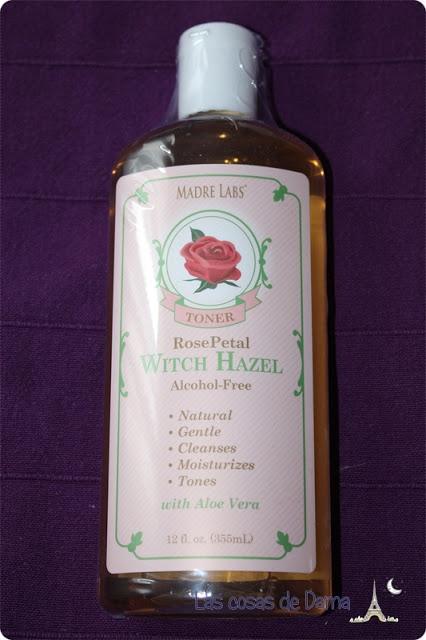 MADRE LABS®
TONER
RosePetal
WITCH HAZEL
Alcohol-Free
• Natural
• Gentle
• Cleanses
• Moisturizes
• Tones
with Aloe Vera
12 fl. oz. (355mL)
Las cosas de Dama